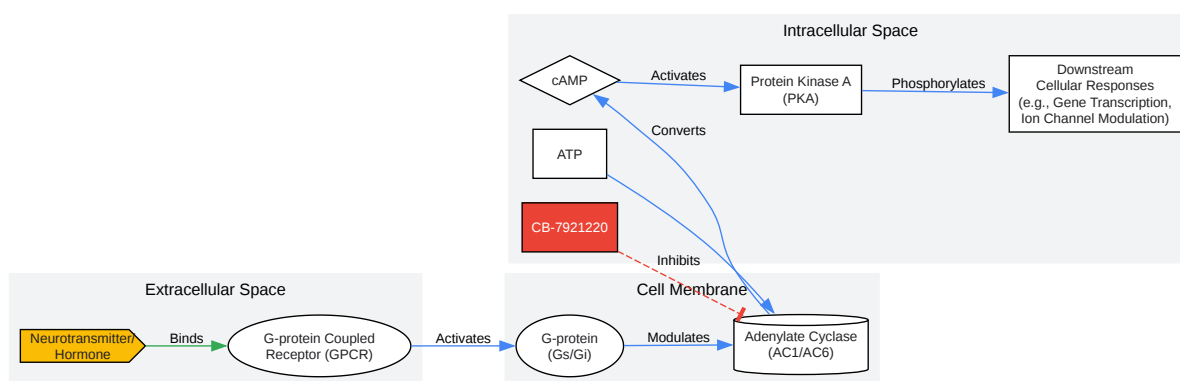 Intracellular Space
cAMP
Activates
Protein Kinase A
(PKA)
Phosphorylates
Downstream
Cellular Responses
(e.g., Gene Transcription,
Ion Channel Modulation)
Converts
ATP
CB-7921220
Inhibits
Extracellular Space
Cell Membrane
Neurotransmitter/
Hormone
Binds
G-protein Coupled
Receptor (GPCR)
Activates
G-protein
(Gs/Gi)
Modulates
Adenylate Cyclase
(AC1/AC6)